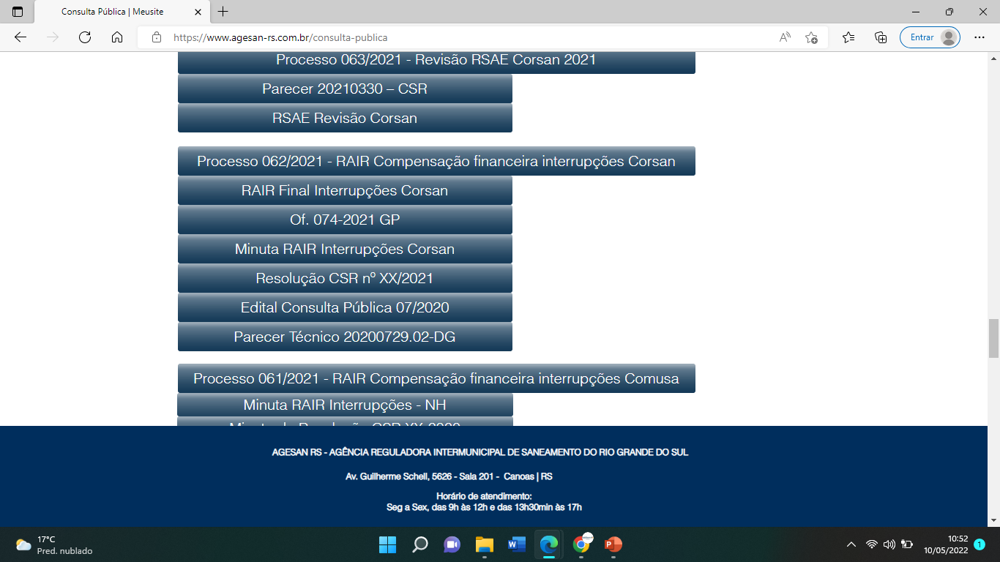 Consulta Pública | Meusite
https://www.agesan-rs.com.br/consulta-publica
Entrar
Processo 063/2021 - Revisão RSAE Corsan 2021
Parecer 20210330 – CSR
RSAE Revisão Corsan
Processo 062/2021 - RAIR Compensação financeira interrupções Corsan
RAIR Final Interrupções Corsan
Of. 074-2021 GP
Minuta RAIR Interrupções Corsan
Resolução CSR nº XX/2021
Edital Consulta Pública 07/2020
Parecer Técnico 20200729.02-DG
Processo 061/2021 - RAIR Compensação financeira interrupções Comusa
Minuta RAIR Interrupções - NH
AGESAN RS - AGÊNCIA REGULADORA INTERMUNICIPAL DE SANEAMENTO DO RIO GRANDE DO SUL
Av. Guilherme Schell, 5626 - Sala 201 - Canoas | RS
Horário de atendimento:
Seg a Sex, das 9h às 12h e das 13h30min às 17h
17°C
Pred. nublado
10:52
10/05/2022
1